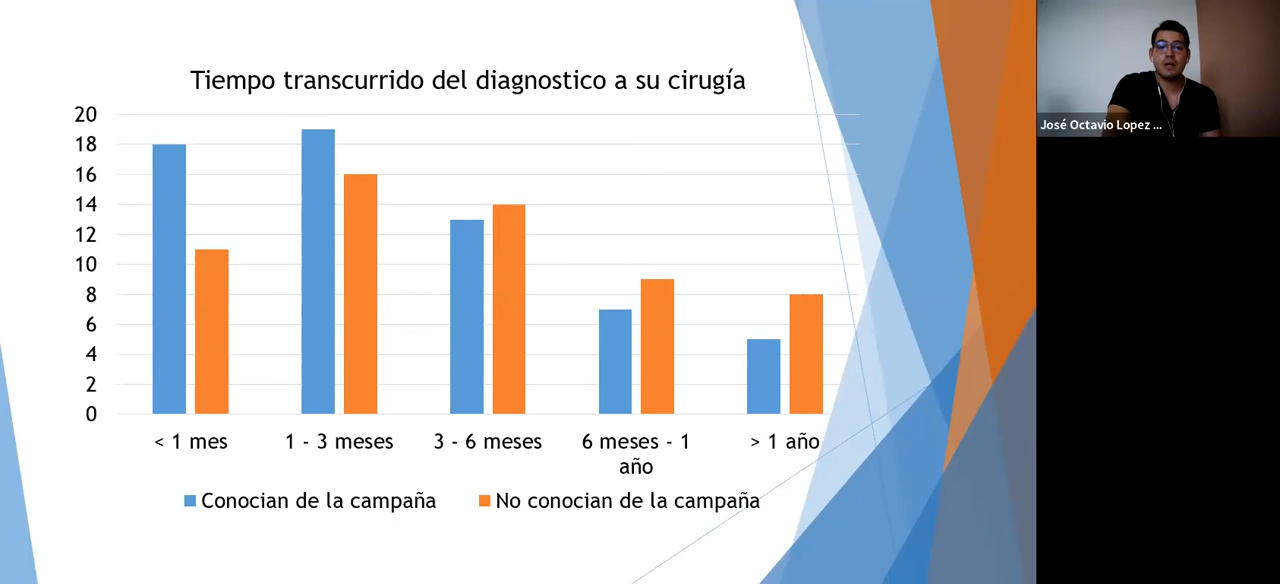 Tiempo transcurrido del diagnostico a su cirugía
20
18
16
14
12
10
8
6
4
2
0
< 1 mes
1 - 3 meses
3 - 6 meses
6 meses - 1
año
> 1 año
Conocian de la campaña
No conocian de la campaña
José Octavio Lopez ...